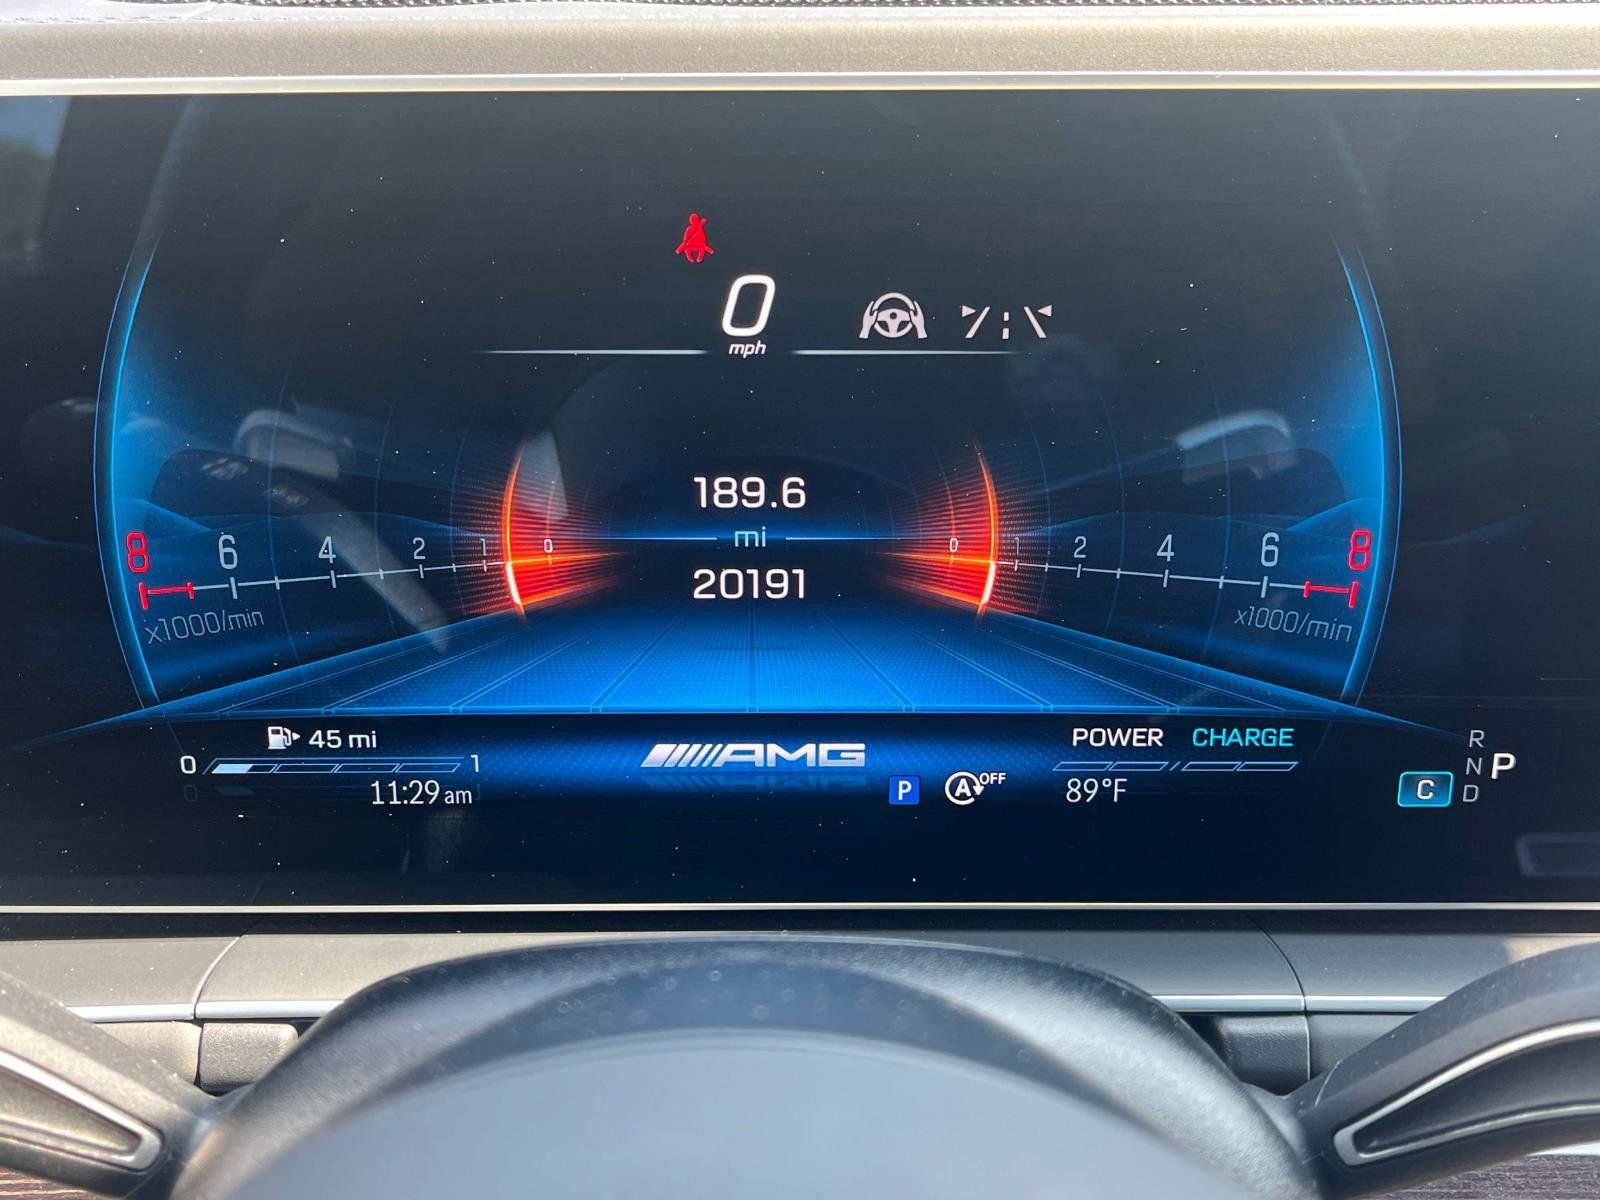 0
mph
189.6
mi
20191
8 6 4 2 1 0
x1000/min
0 1 2 4 6 8
x1000/min
45 mi
0 1
11:29 am
AMG
P
A OFF
POWER CHARGE
89°F
C
R
N
D
P